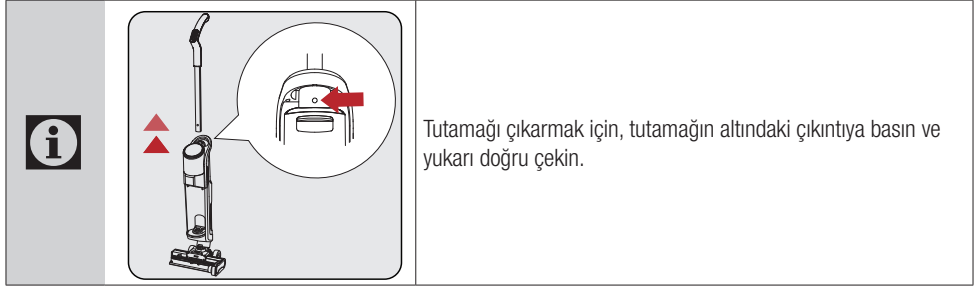 Tutamağı çıkarmak için, tutamağın altındaki çıkıntıya basın ve
yukarı doğru çekin.